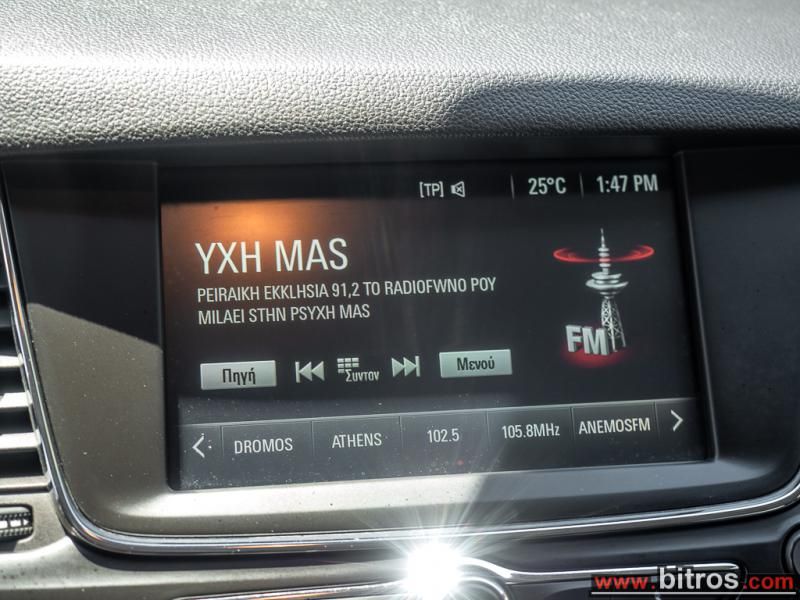 [TP] 25°C 1:47 PM
YXH MAS
PEIRAIKH EKKLHSIA 91,2 TO RADIOFWNO POY
MILAEI STHN PSYXH MAS
FM
Πηγή Συντον Μενού
DROMOS ATHENS 102.5 105.8MHz ANEMOSFM
www.bitros.com